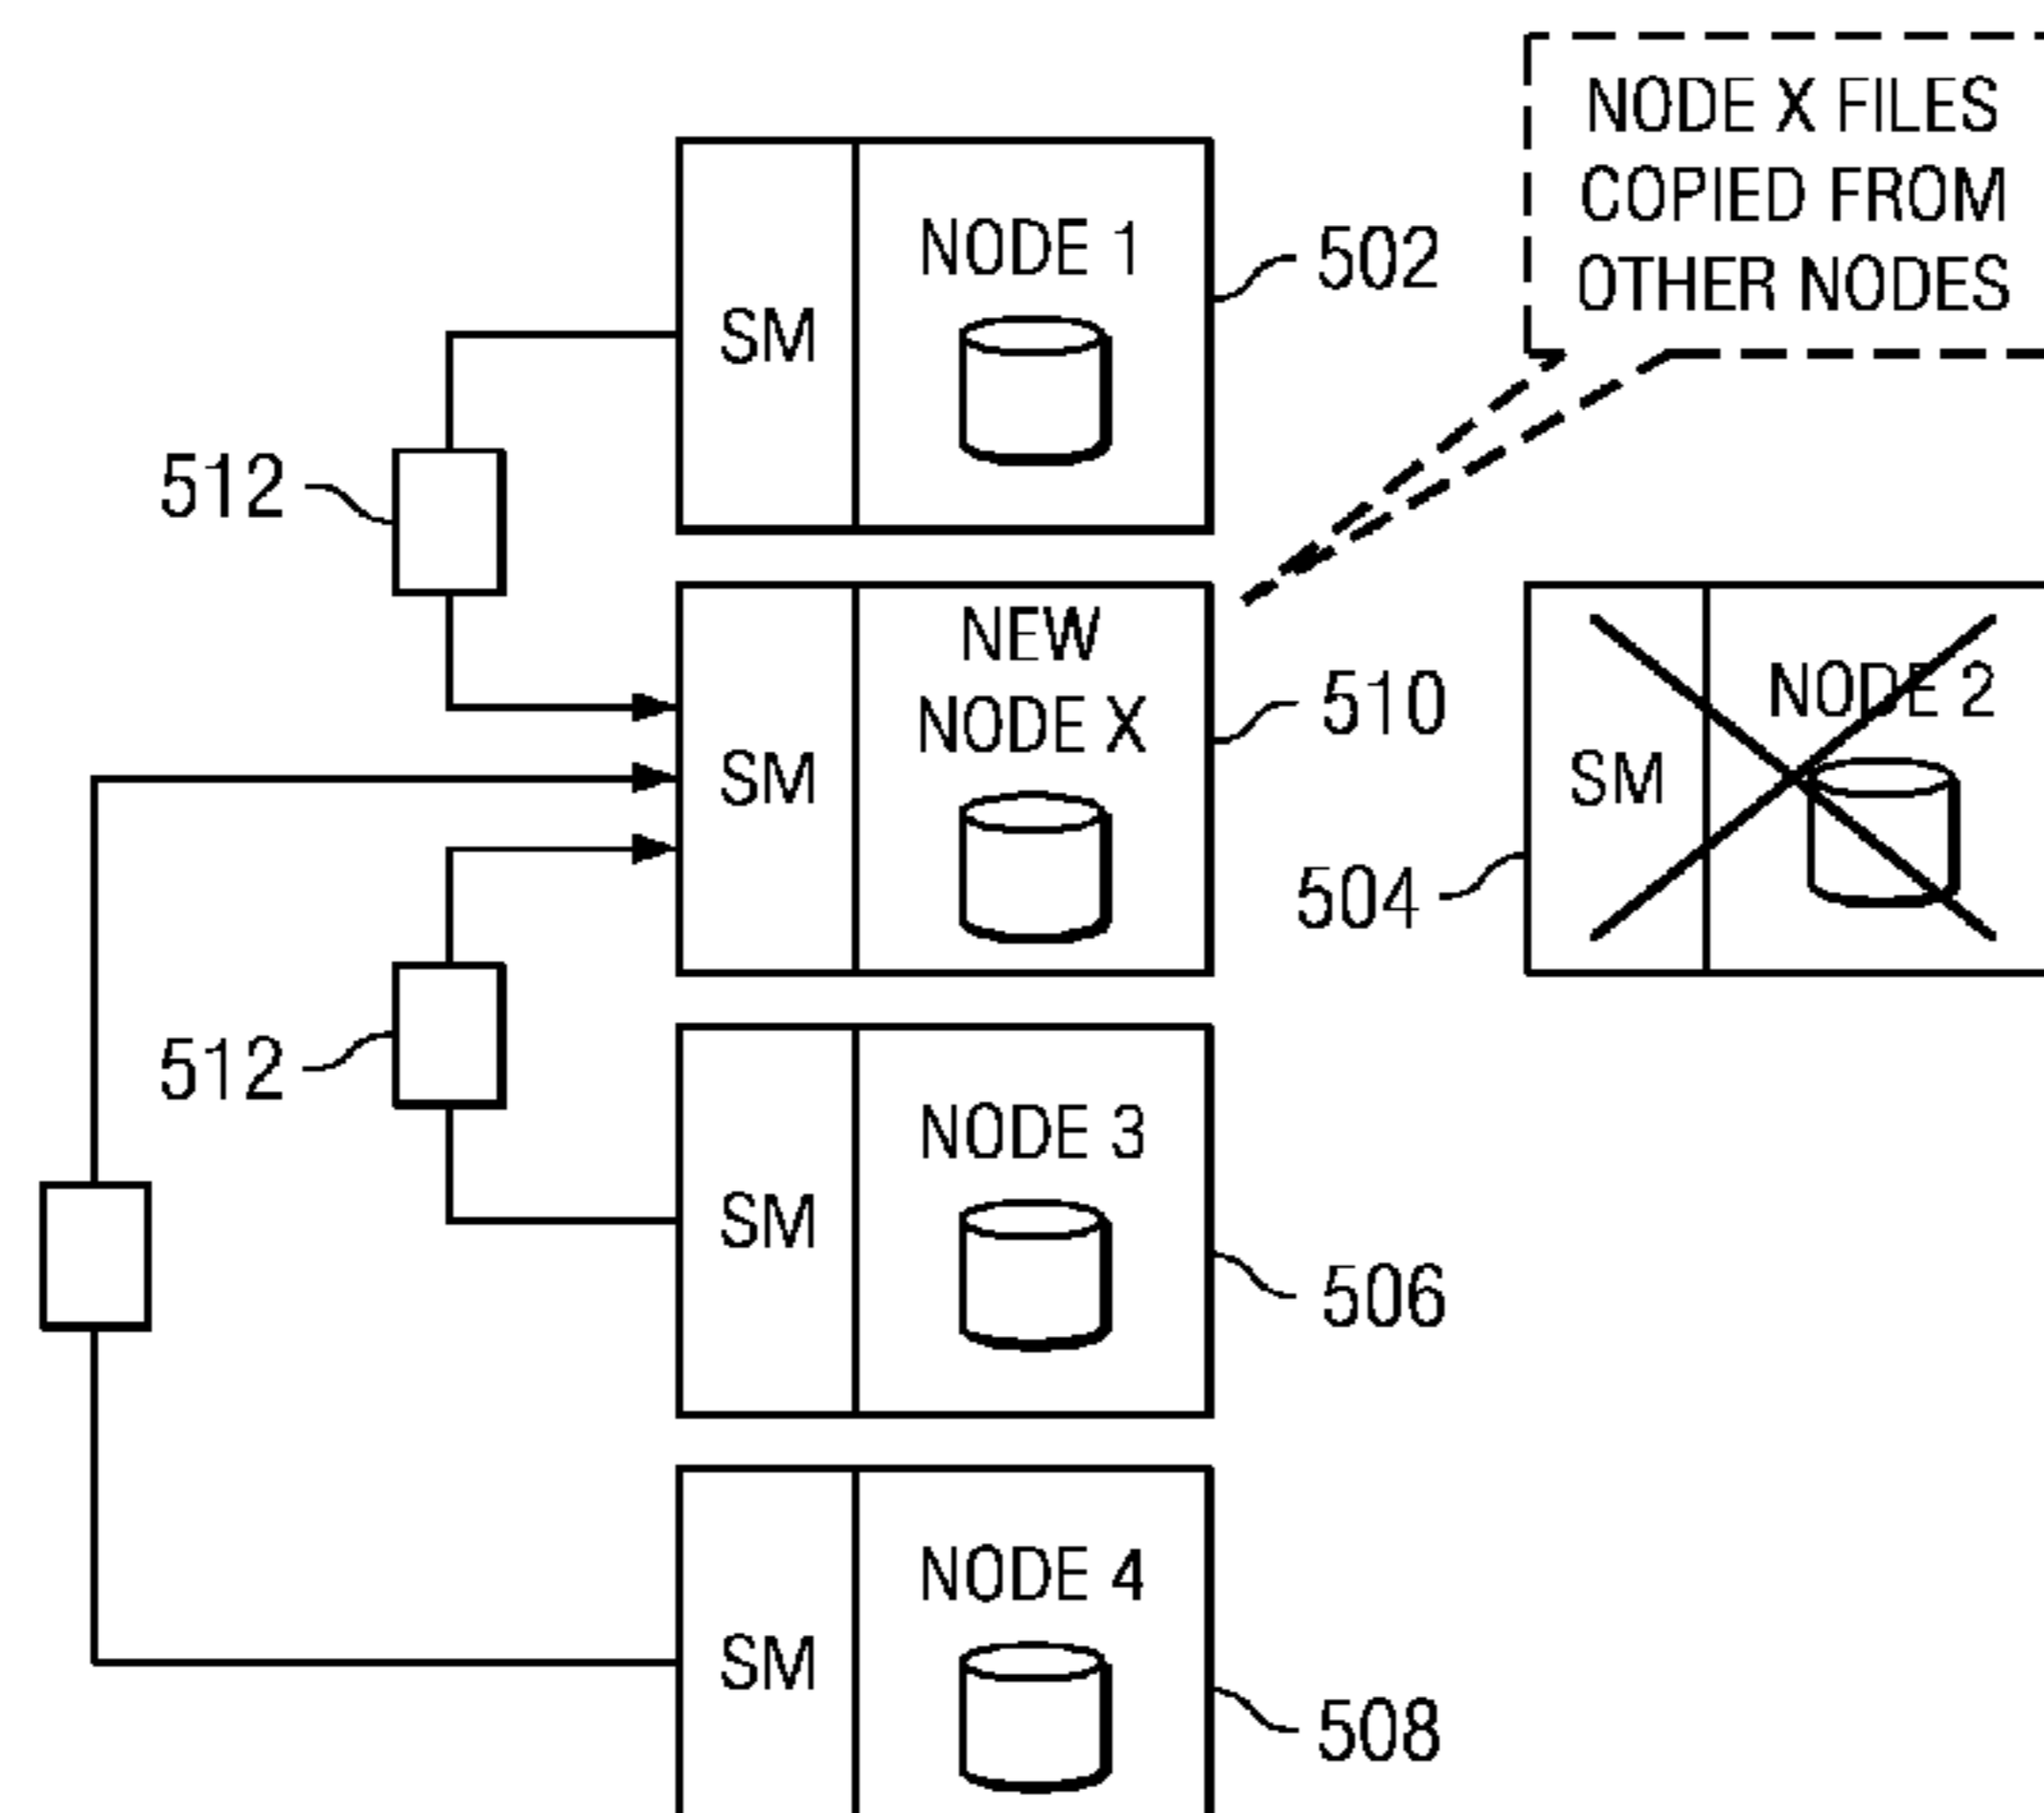 NODE X FILES
COPIED FROM
OTHER NODES
NODE 1
502
SM
512
NEW
NODE X
510
SM
NODE 2
SM
504
512
NODE 3
SM
506
NODE 4
SM
508